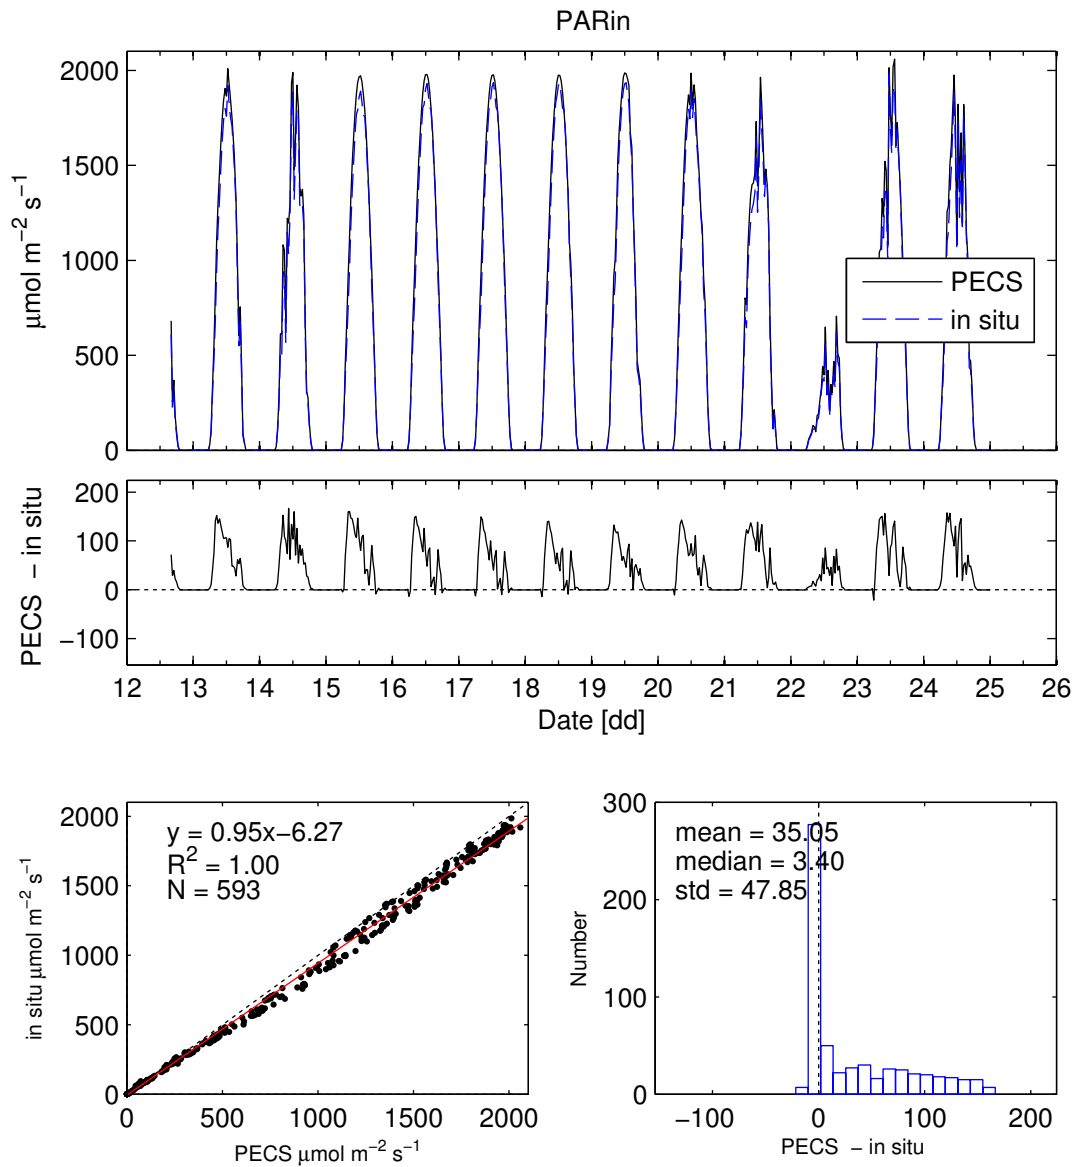 PARin
μmol m−2 s−1
2000
1500
1000
500
0
PECS
in situ
PECS − in situ
200
100
0
−100
12 13 14 15 16 17 18 19 20 21 22 23 24 25 26
Date [dd]
in situ μmol m−2 s−1
2000
1500
1000
500
0
y = 0.95x−6.27
R2 = 1.00
N = 593
0 500 1000 1500 2000
PECS μmol m−2 s−1
Number
300
200
100
0
mean = 35.05
median = 3.40
std = 47.85
−100 0 100 200
PECS − in situ